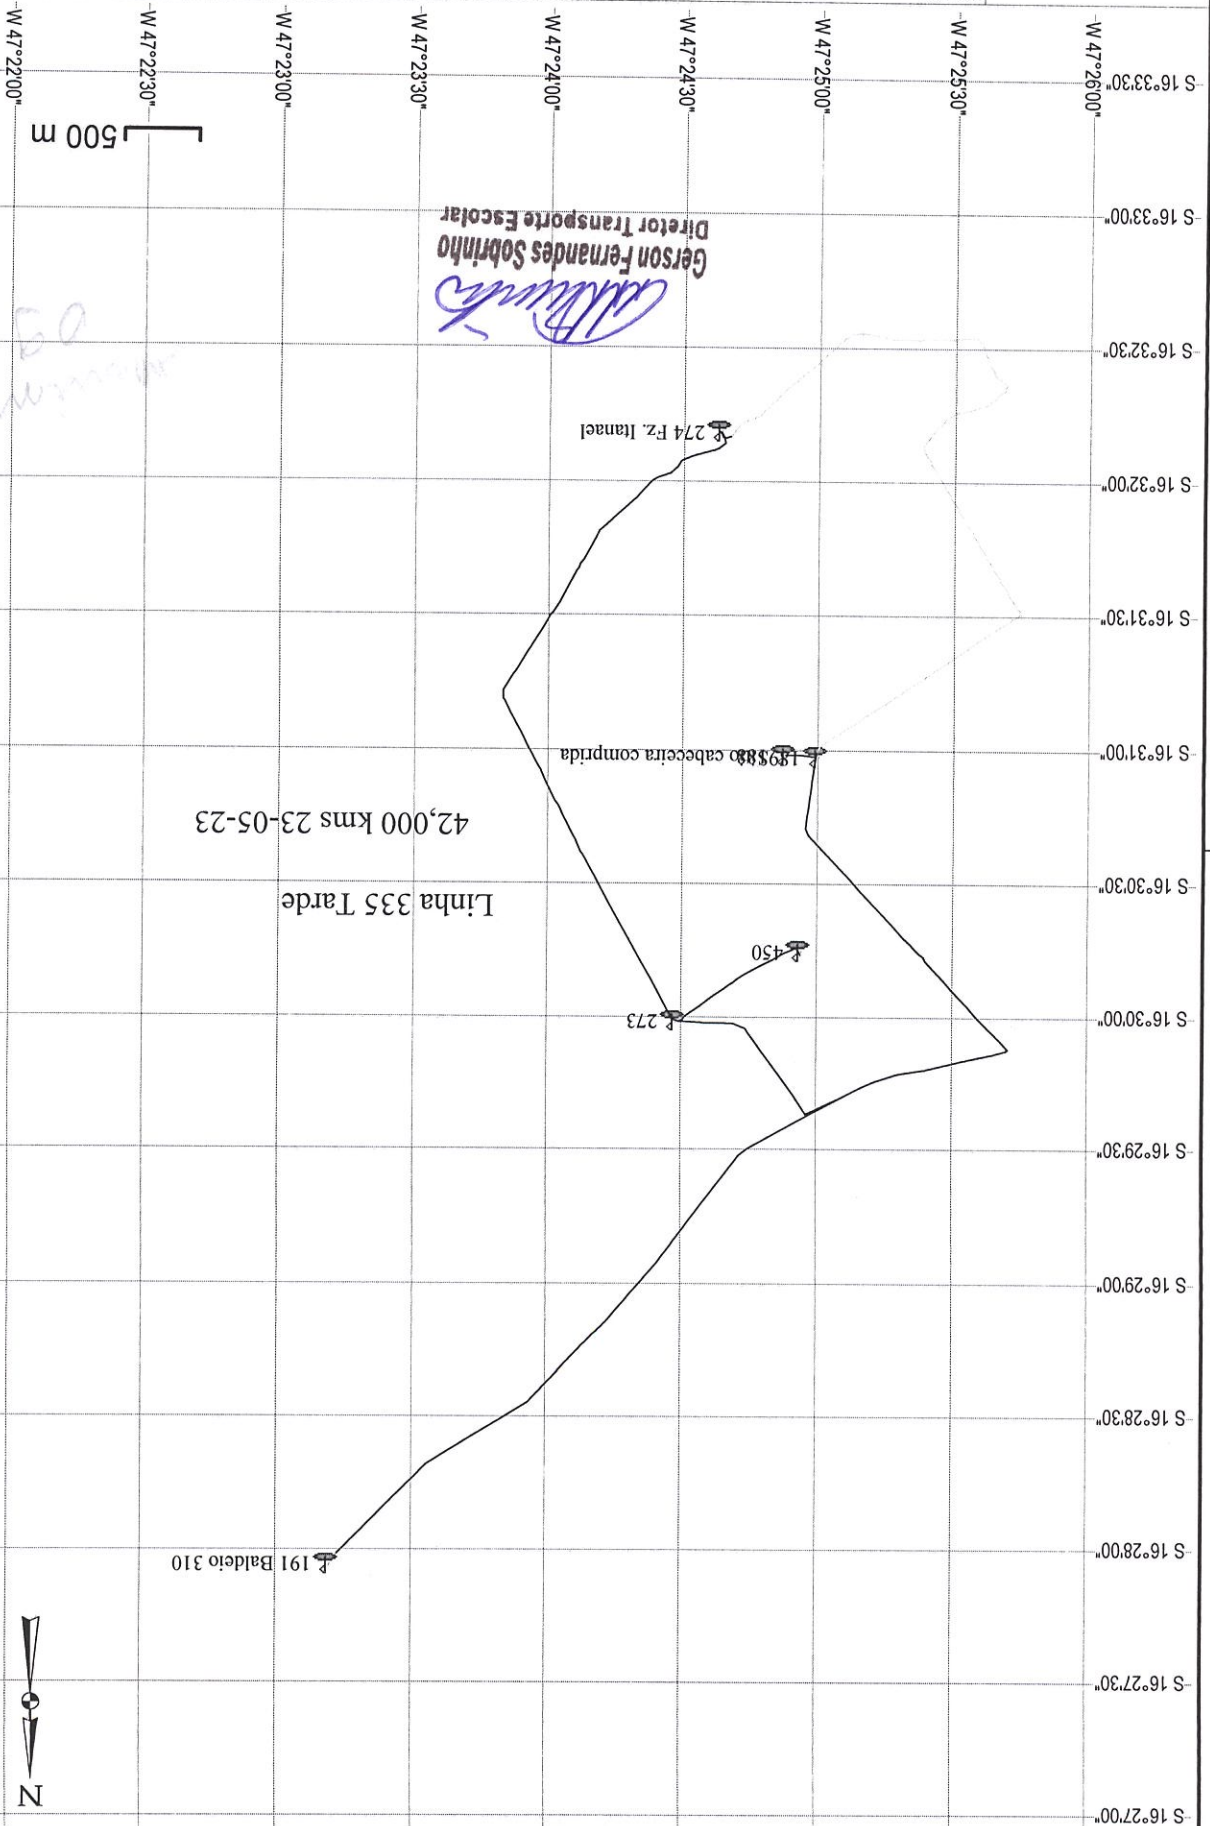 N
S 16°27'00"
S 16°27'30"
191 Baldeio 310
S 16°28'00"
S 16°28'30"
S 16°29'00"
S 16°29'30"
273
S 16°30'00"
450
Linha 335 Tarde
S 16°30'30"
42,000 kms 23-05-23
cabeceira comprida
S 16°31'00"
S 16°31'30"
S 16°32'00"
274 Fz. Itanael
S 16°32'30"
Gerson Fernandes Sobrinho
Diretor Transporte Escolar
S 16°33'00"
500 m
S 16°33'30"
W 47°26'00"
W 47°25'30"
W 47°25'00"
W 47°24'30"
W 47°24'00"
W 47°23'30"
W 47°23'00"
W 47°22'30"
W 47°22'00"